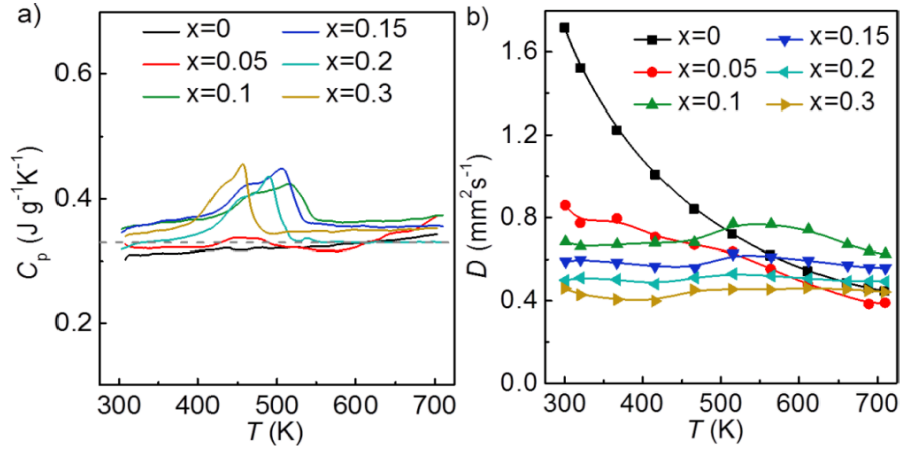 a)
x=0 x=0.15
x=0.05 x=0.2
x=0.1 x=0.3
0.6
0.4
0.2
Cp (J g-1K-1)
300 400 500 600 700
T (K)
b)
x=0 x=0.15
x=0.05 x=0.2
x=0.1 x=0.3
1.6
1.2
0.8
0.4
0.0
D (mm2s-1)
300 400 500 600 700
T (K)